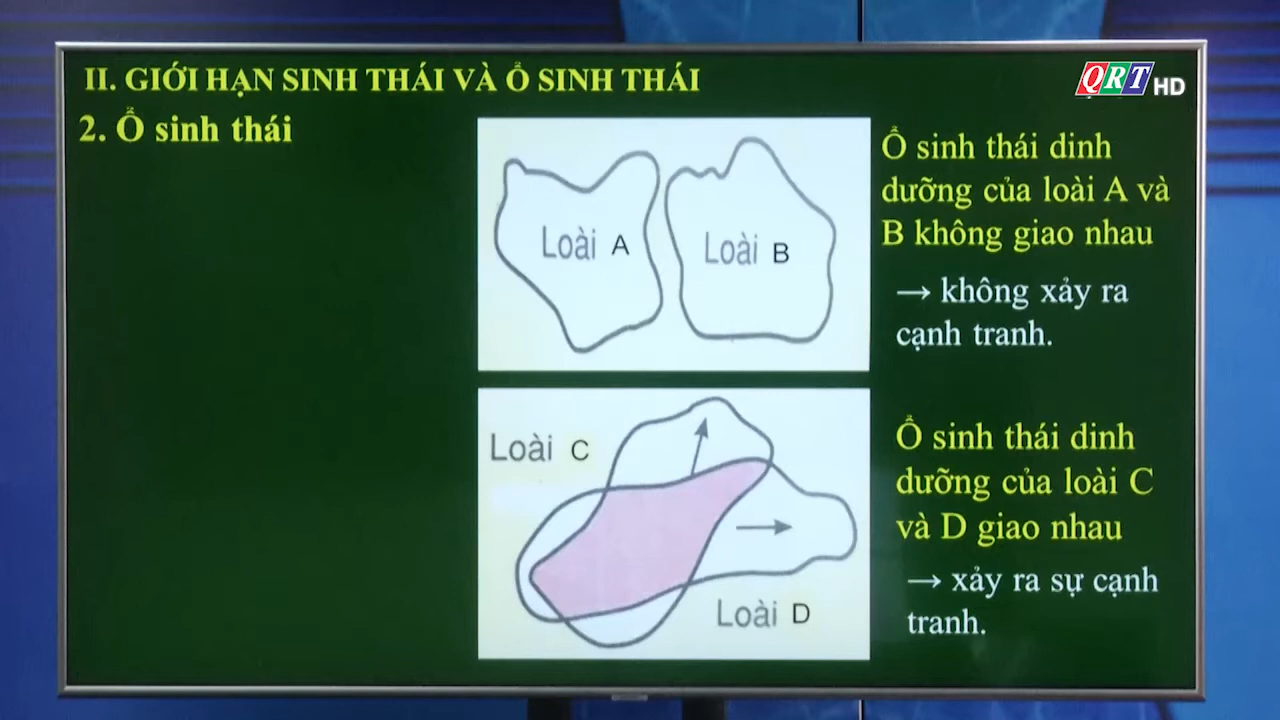 II. GIỚI HẠN SINH THÁI VÀ Ổ SINH THÁI
QRT HD
2. Ổ sinh thái
Loài A
Loài B
Ổ sinh thái dinh
dưỡng của loài A và
B không giao nhau
→ không xảy ra
cạnh tranh.
Loài C
Loài D
Ổ sinh thái dinh
dưỡng của loài C
và D giao nhau
→ xảy ra sự cạnh
tranh.